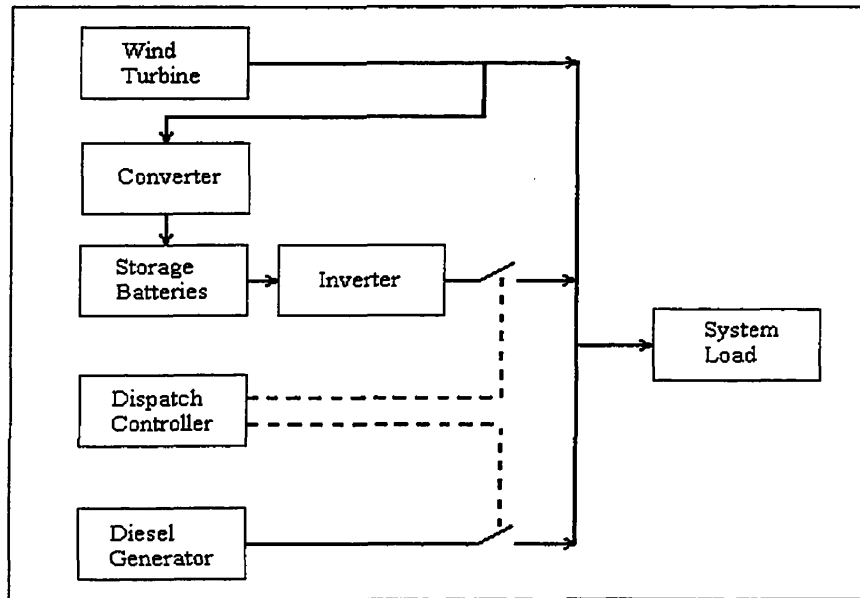 Wind
Turbine
Converter
Storage
Batteries
Inverter
System
Load
Dispatch
Controller
Diesel
Generator